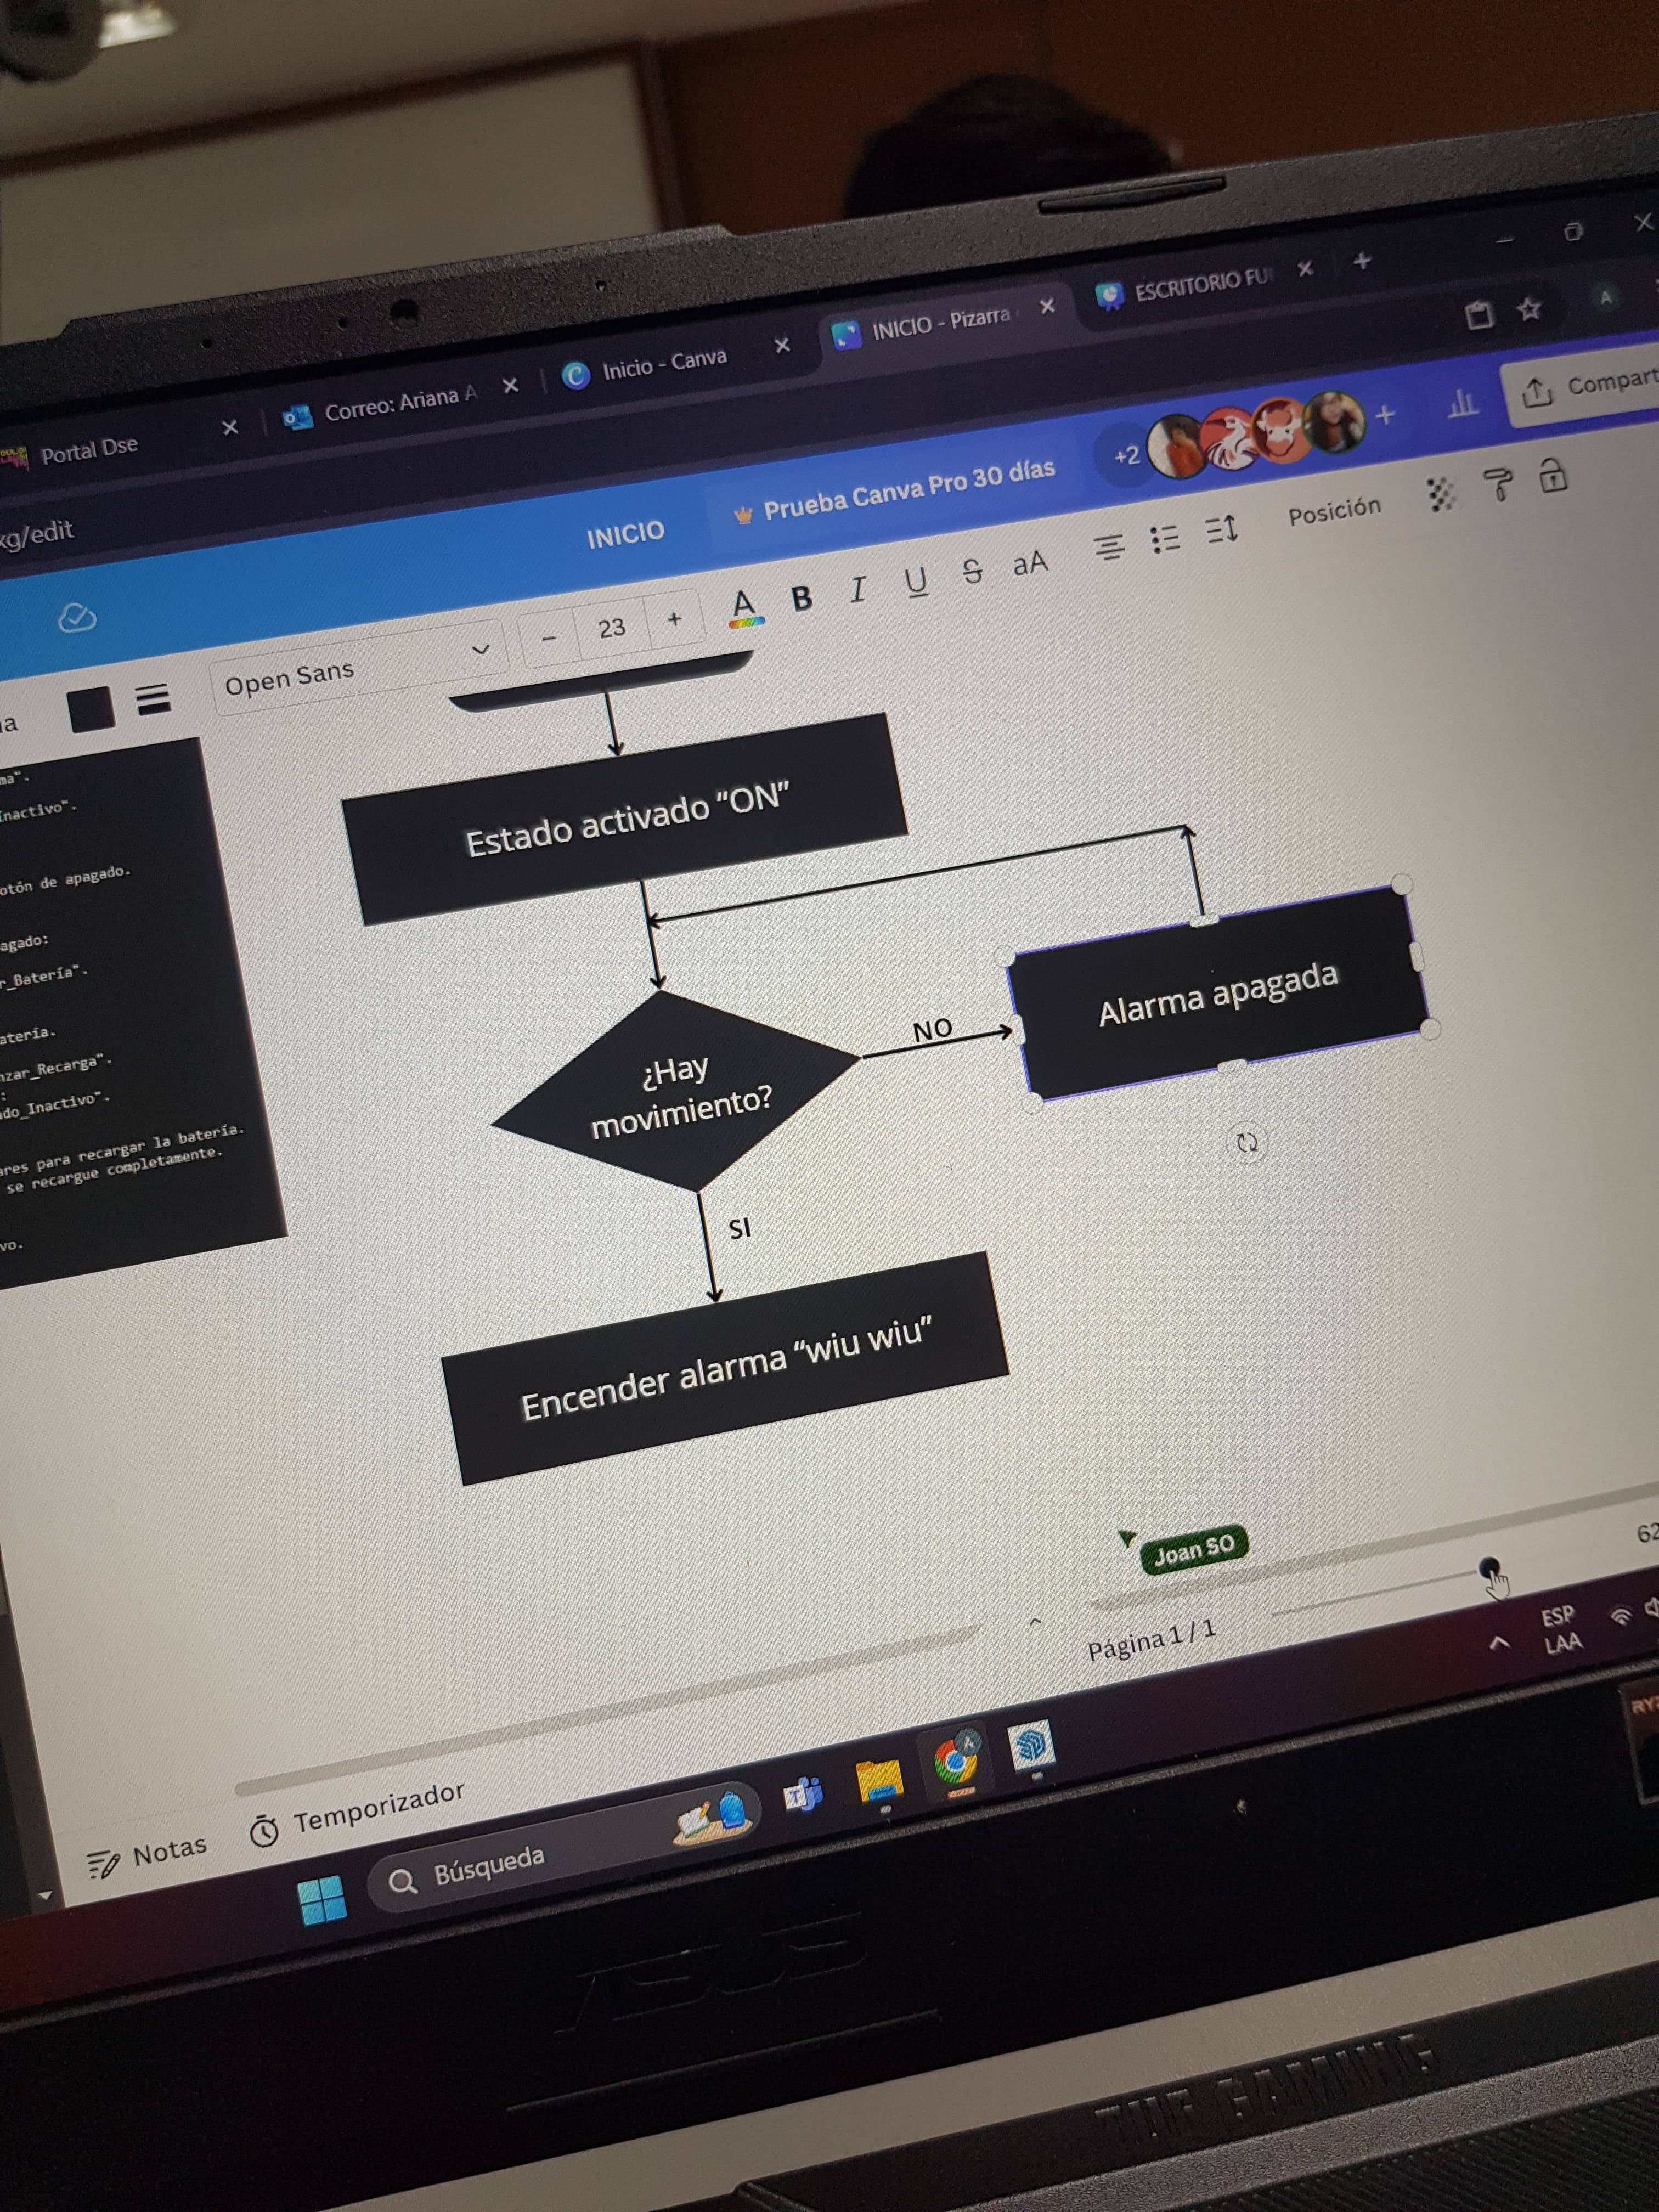 Portal Dse
Correo: Ariana A
Inicio - Canva
INICIO - Pizarra
ESCRITORIO FU
A
kg/edit
INICIO
Prueba Canva Pro 30 días
+2
Compart
Open Sans
23
A B I U S aA
Posición
Inactivo".
otón de apagado.
agado:
r_Batería".
atería.
nzar_Recarga".
:
do_Inactivo".
ares para recargar la batería.
se recargue completamente.
vo.
Estado activado “ON”
¿Hay
movimiento?
NO
Alarma apagada
SI
Encender alarma “wiu wiu”
Joan SO
Página 1 / 1
62
Notas
Temporizador
Búsqueda
ESP
LAA
ASUS
TUF GAMING